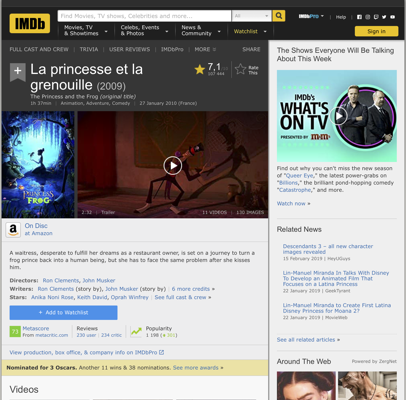 IMDb
Find Movies, TV shows, Celebrities and more...
All
IMDbPro
Help
Movies, TV
& Showtimes
Celebs, Events
& Photos
News &
Community
Watchlist
Sign in
FULL CAST AND CREW
TRIVIA
USER REVIEWS
IMDbPro
MORE
SHARE
La princesse et la
grenouille (2009)
The Princess and the Frog (original title)
1h 37min
Animation, Adventure, Comedy
27 January 2010 (France)
7,1
Rate
This
PRINCESS
FROG
2:32
Trailer
11 VIDEOS
130 IMAGES
On Disc
at Amazon
A waitress, desperate to fulfill her dreams as a restaurant owner, is set on a journey to turn a
frog prince back into a human being, but she has to face the same problem after she kisses
him.
Directors: Ron Clements, John Musker
Writers: Ron Clements (story by), John Musker (story by) | 6 more credits »
Stars: Anika Noni Rose, Keith David, Oprah Winfrey | See full cast & crew »
+ Add to Watchlist
73
Metascore
From metacritic.com
Reviews
230 user
234 critic
Popularity
View production, box office, & company info on IMDbPro
Nominated for 3 Oscars. Another 11 wins & 38 nominations. See more awards »
Videos
The Shows Everyone Will Be Talking
About This Week
IMDb's
WHAT'S
ON TV
PRESENTED BY
Find out why you can't miss the new season
of "Queer Eye," the latest power-grabs on
"Billions," the brilliant pond-hopping comedy
"Catastrophe," and more.
Watch now »
Related News
Descendants 3 – all new character
images revealed
15 February 2019 | HeyUGuys
Lin-Manuel Miranda In Talks With Disney
To Develop an Animated Film That
Focuses on a Latina Princess
22 January 2019 | GeekTyrant
Lin-Manuel Miranda to Create First Latina
Disney Princess for Moana 2?
22 January 2019 | MovieWeb
See all related articles »
Around The Web
Powered by ZergNet